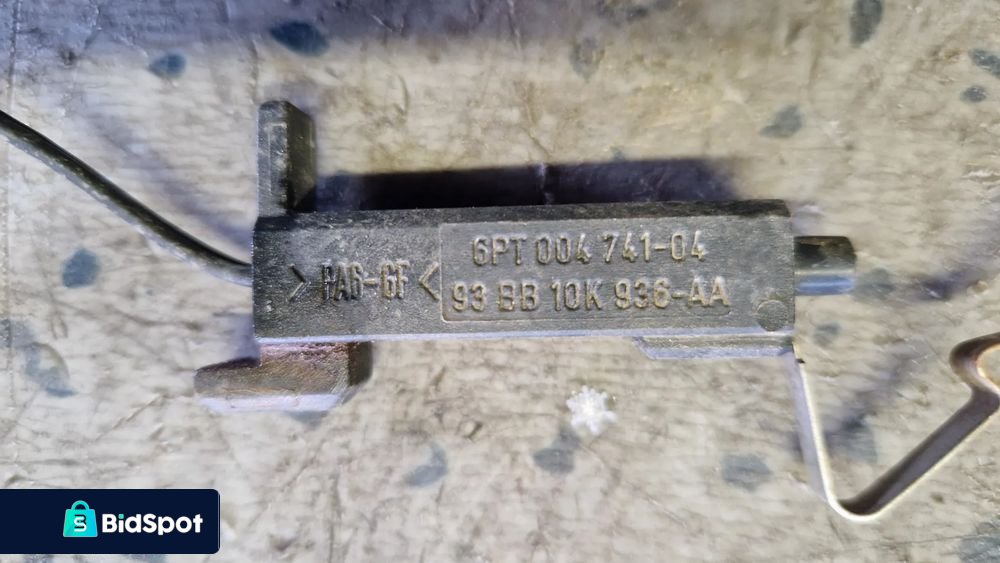 6PT 004 741-04
>PA6-GF<
93 BB 10K 936-AA
BidSpot